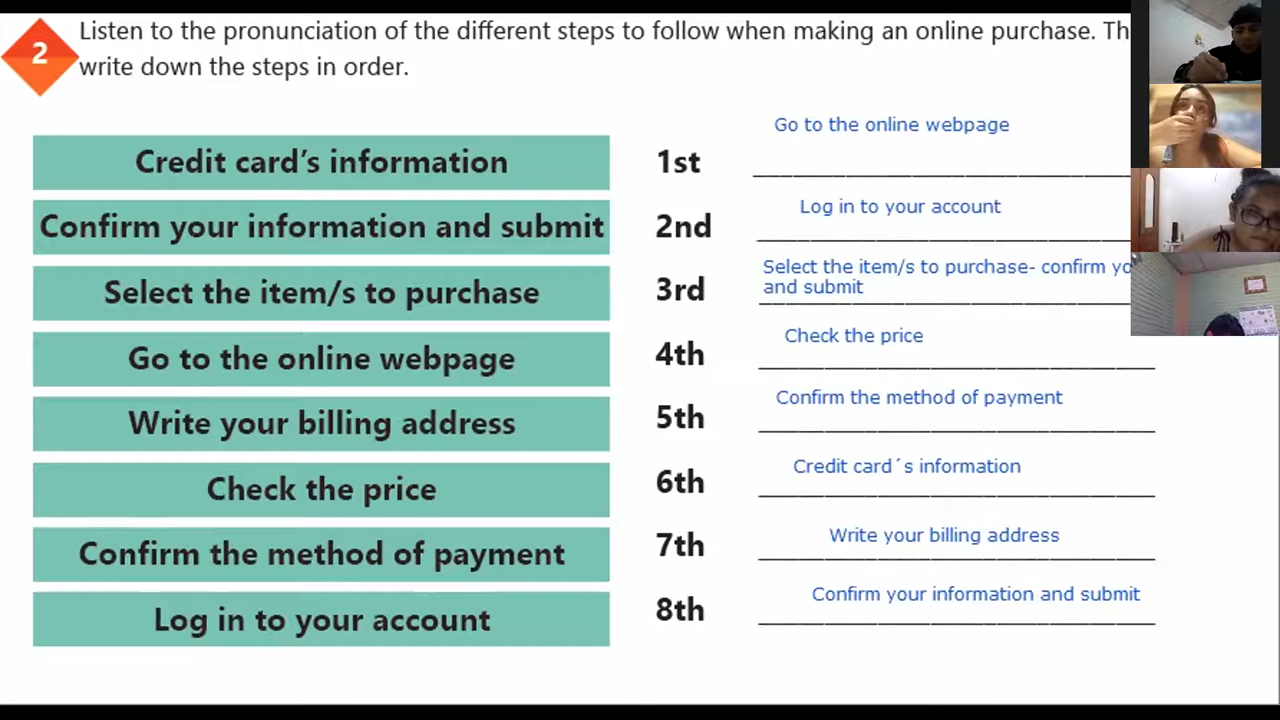 2
Listen to the pronunciation of the different steps to follow when making an online purchase.
write down the steps in order.
Credit card’s information
Confirm your information and submit
Select the item/s to purchase
Go to the online webpage
Write your billing address
Check the price
Confirm the method of payment
Log in to your account
1st Go to the online webpage
2nd Log in to your account
3rd Select the item/s to purchase- confirm
and submit
4th Check the price
5th Confirm the method of payment
6th Credit card´s information
7th Write your billing address
8th Confirm your information and submit